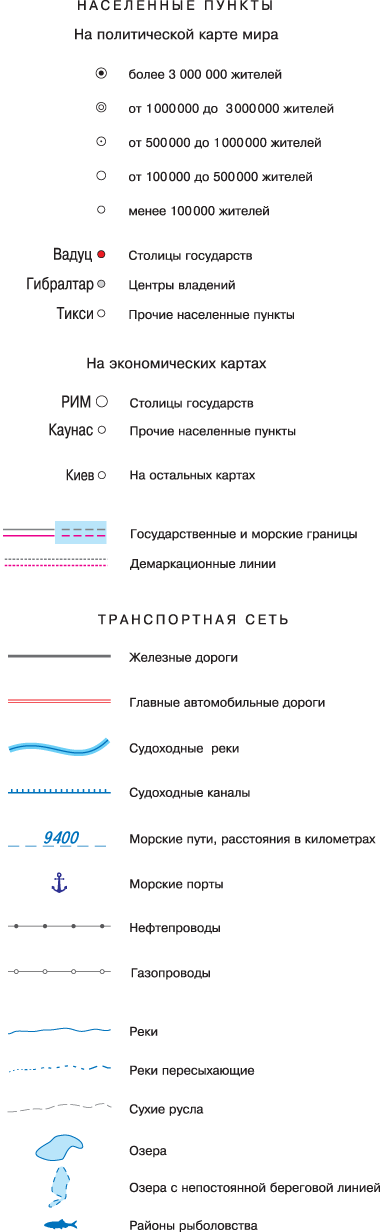 НАСЕЛЕННЫЕ ПУНКТЫ
На политической карте мира
более 3 000 000 жителей
от 1 000 000 до 3 000 000 жителей
от 500 000 до 1 000 000 жителей
от 100 000 до 500 000 жителей
менее 100 000 жителей
Вадуц Столицы государств
Гибралтар Центры владений
Тикси Прочие населенные пункты
На экономических картах
РИМ Столицы государств
Каунас Прочие населенные пункты
Киев На остальных картах
Государственные и морские границы
Демаркационные линии
ТРАНСПОРТНАЯ СЕТЬ
Железные дороги
Главные автомобильные дороги
Судоходные реки
Судоходные каналы
9400 Морские пути, расстояния в километрах
Морские порты
Нефтепроводы
Газопроводы
Реки
Реки пересыхающие
Сухие русла
Озера
Озера с непостоянной береговой линией
Районы рыболовства